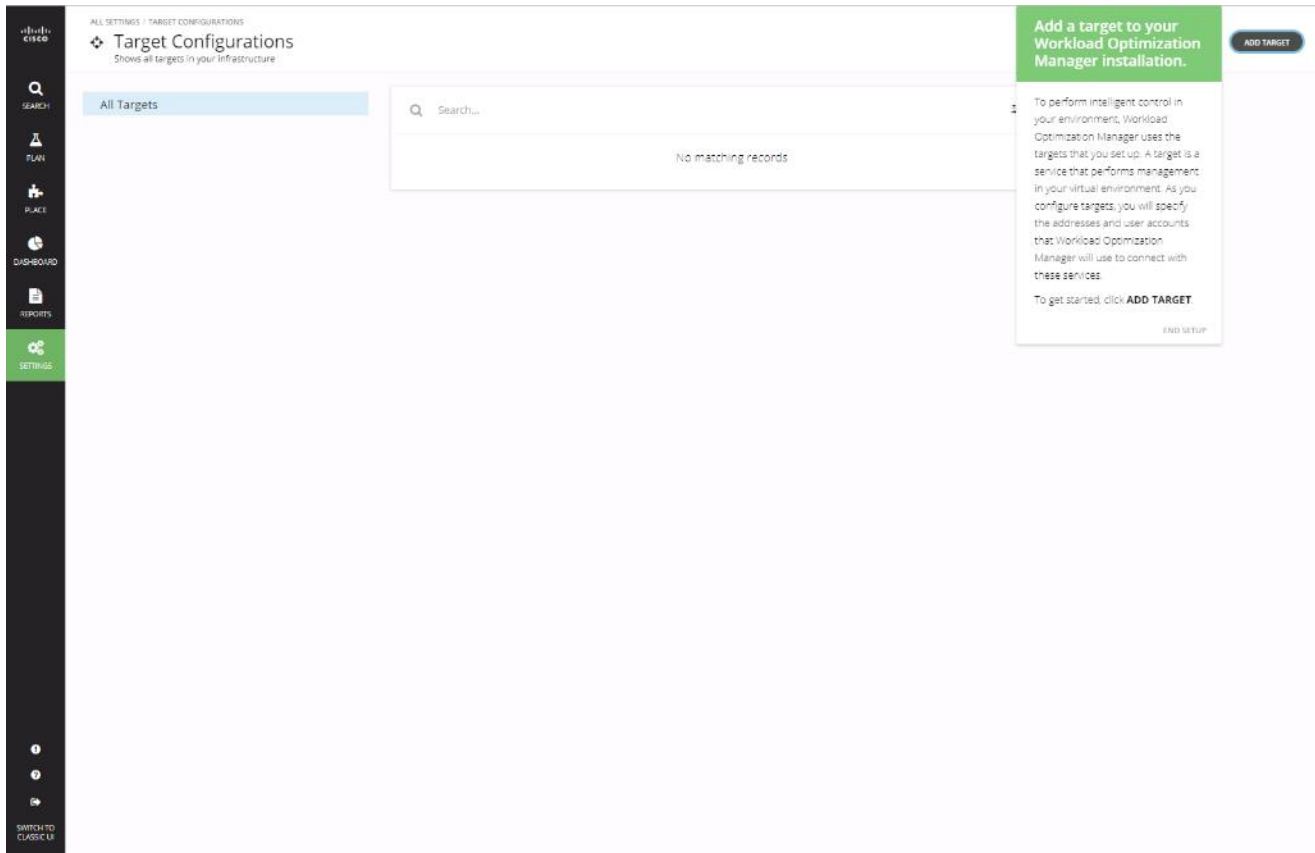 cisco
ALL SETTINGS / TARGET CONFIGURATIONS
Target Configurations
Shows all targets in your infrastructure
SEARCH
PLAN
PLACE
DASHBOARD
REPORTS
SETTINGS
All Targets
Search...
No matching records
Add a target to your
Workload Optimization
Manager installation.
To perform intelligent control in
your environment, Workload
Optimization Manager uses the
targets that you set up. A target is a
service that performs management
in your virtual environment. As you
configure targets, you will specify
the addresses and user accounts
that Workload Optimization
Manager will use to connect with
these services.
To get started, click ADD TARGET.
END SETUP
ADD TARGET
SWITCH TO
CLASSIC UI